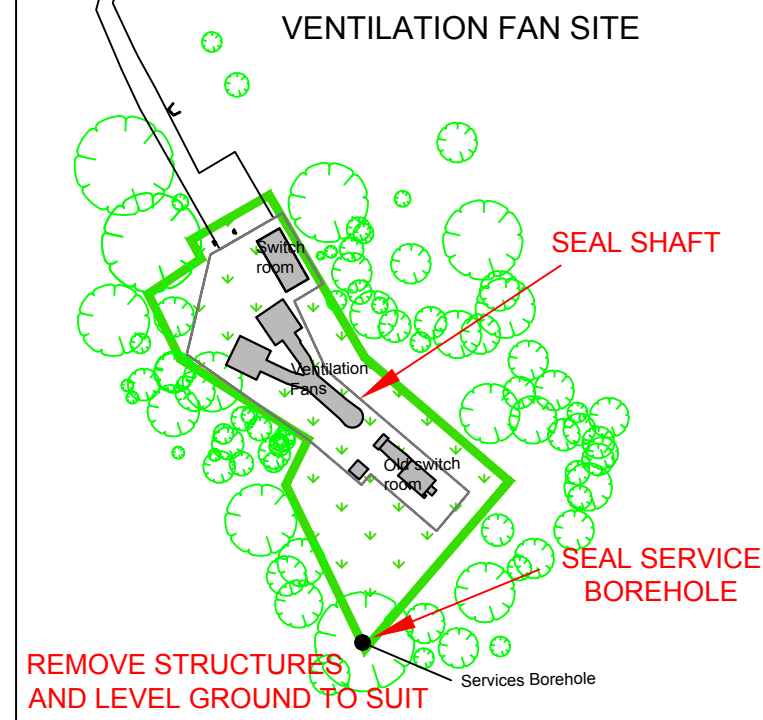 VENTILATION FAN SITE
SEAL SHAFT
Switch
room
Ventilation
Fans
Old switch
room
SEAL SERVICE
BOREHOLE
REMOVE STRUCTURES
AND LEVEL GROUND TO SUIT
Services Borehole